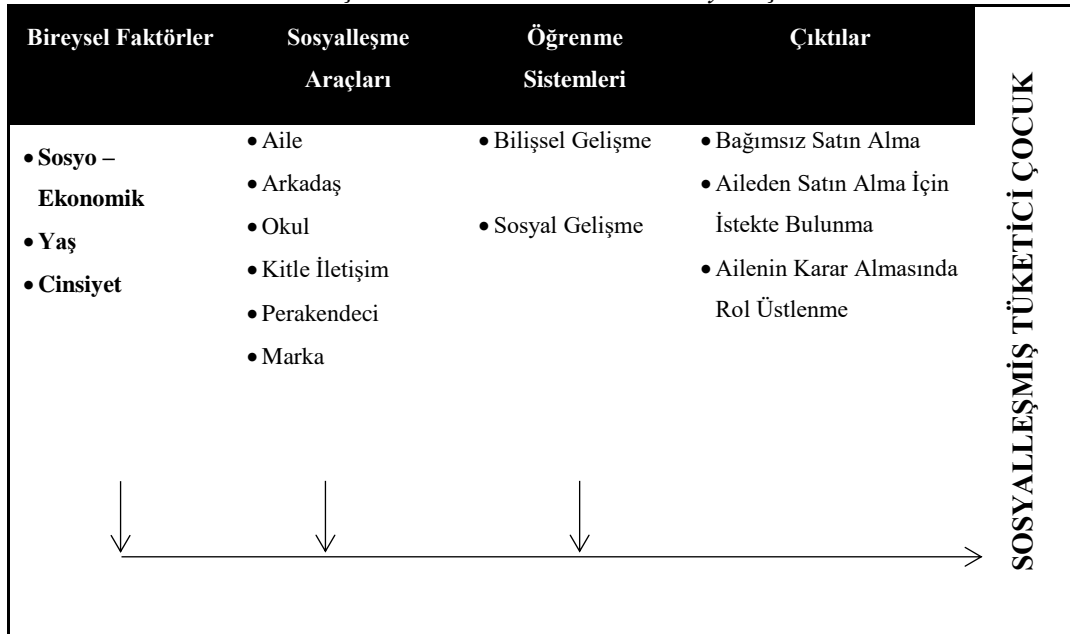 Bireysel Faktörler
Sosyalleşme
Araçları
Öğrenme
Sistemleri
Çıktılar
• Sosyo –
Ekonomik
• Yaş
• Cinsiyet
• Aile
• Arkadaş
• Okul
• Kitle İletişim
• Perakendeci
• Marka
• Bilişsel Gelişme
• Sosyal Gelişme
• Bağımsız Satın Alma
• Aileden Satın Alma İçin
İstekte Bulunma
• Ailenin Karar Almasında
Rol Üstlenme
SOSYALLEŞMİŞ TÜKETİCİ ÇOCUK